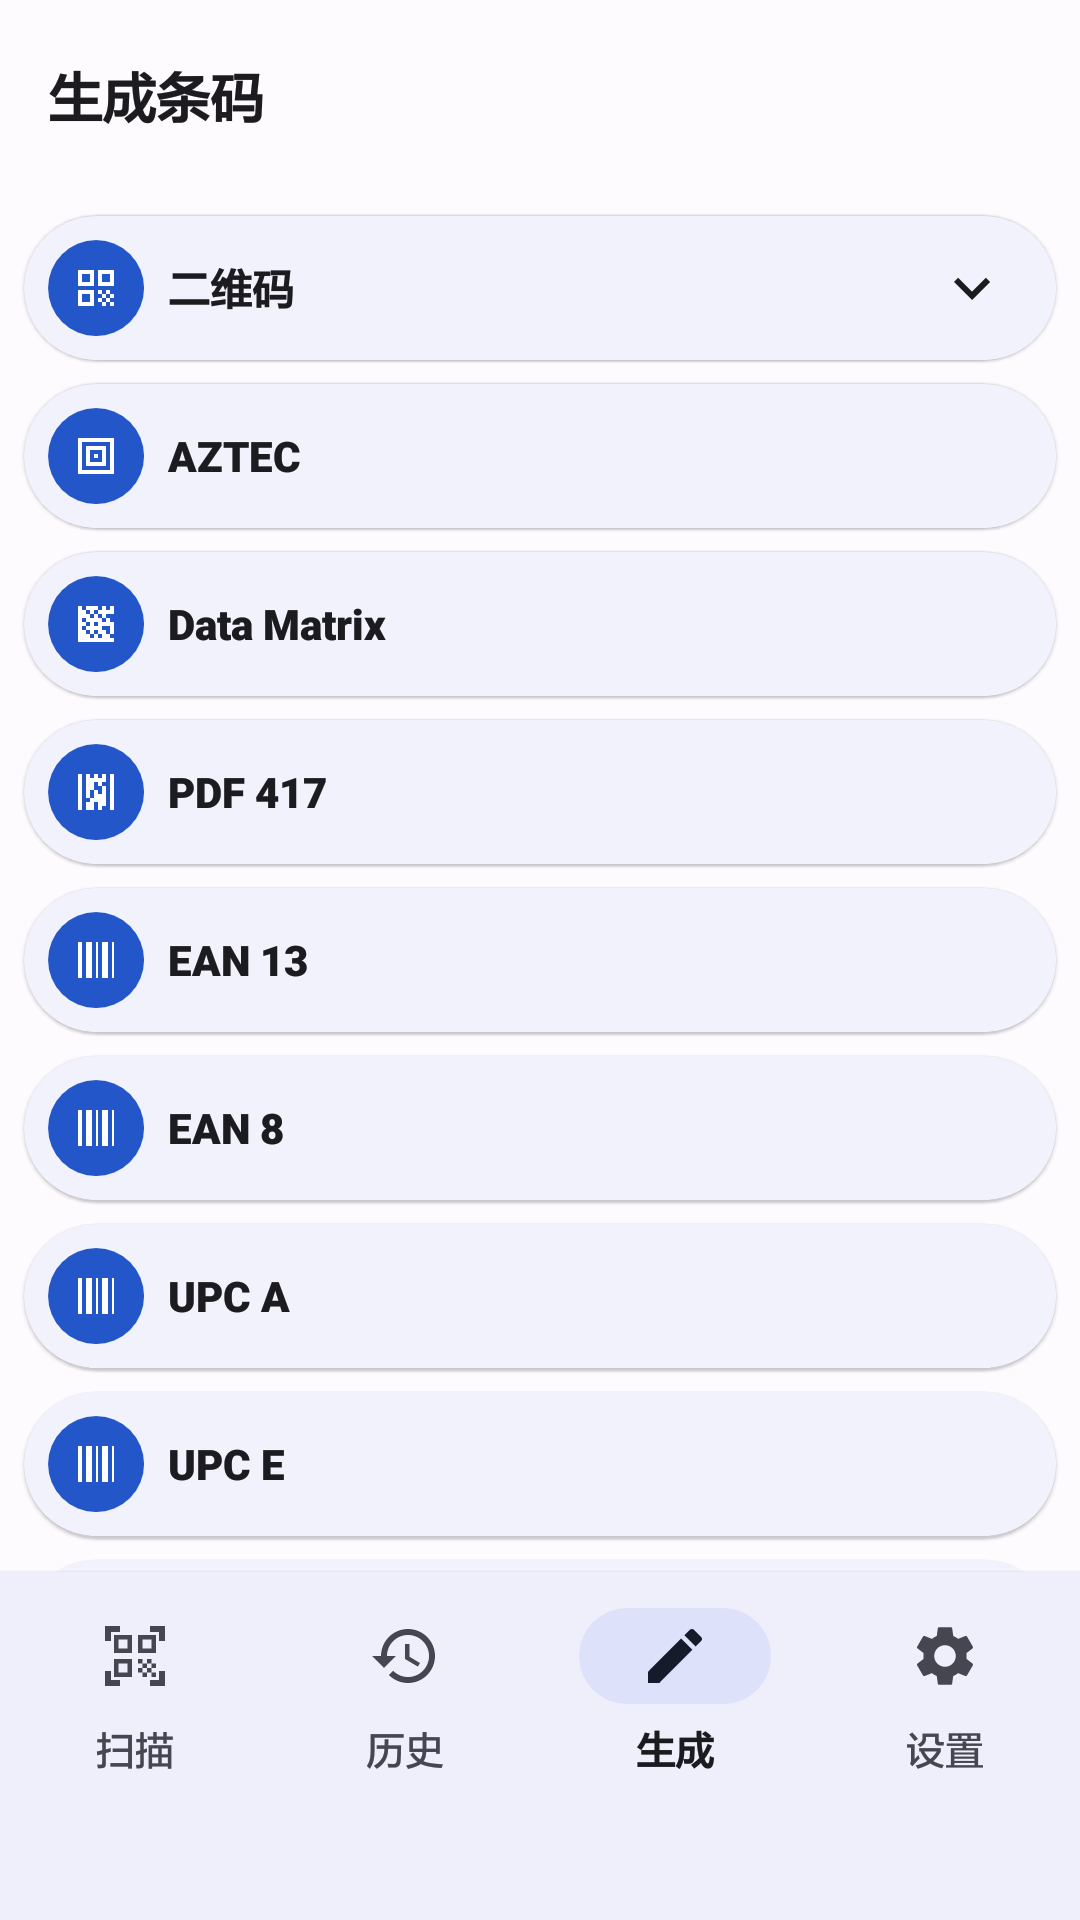 生成条码
二维码
AZTEC
Data Matrix
PDF 417
EAN 13
EAN 8
UPC A
UPC E
扫描
历史
生成
设置